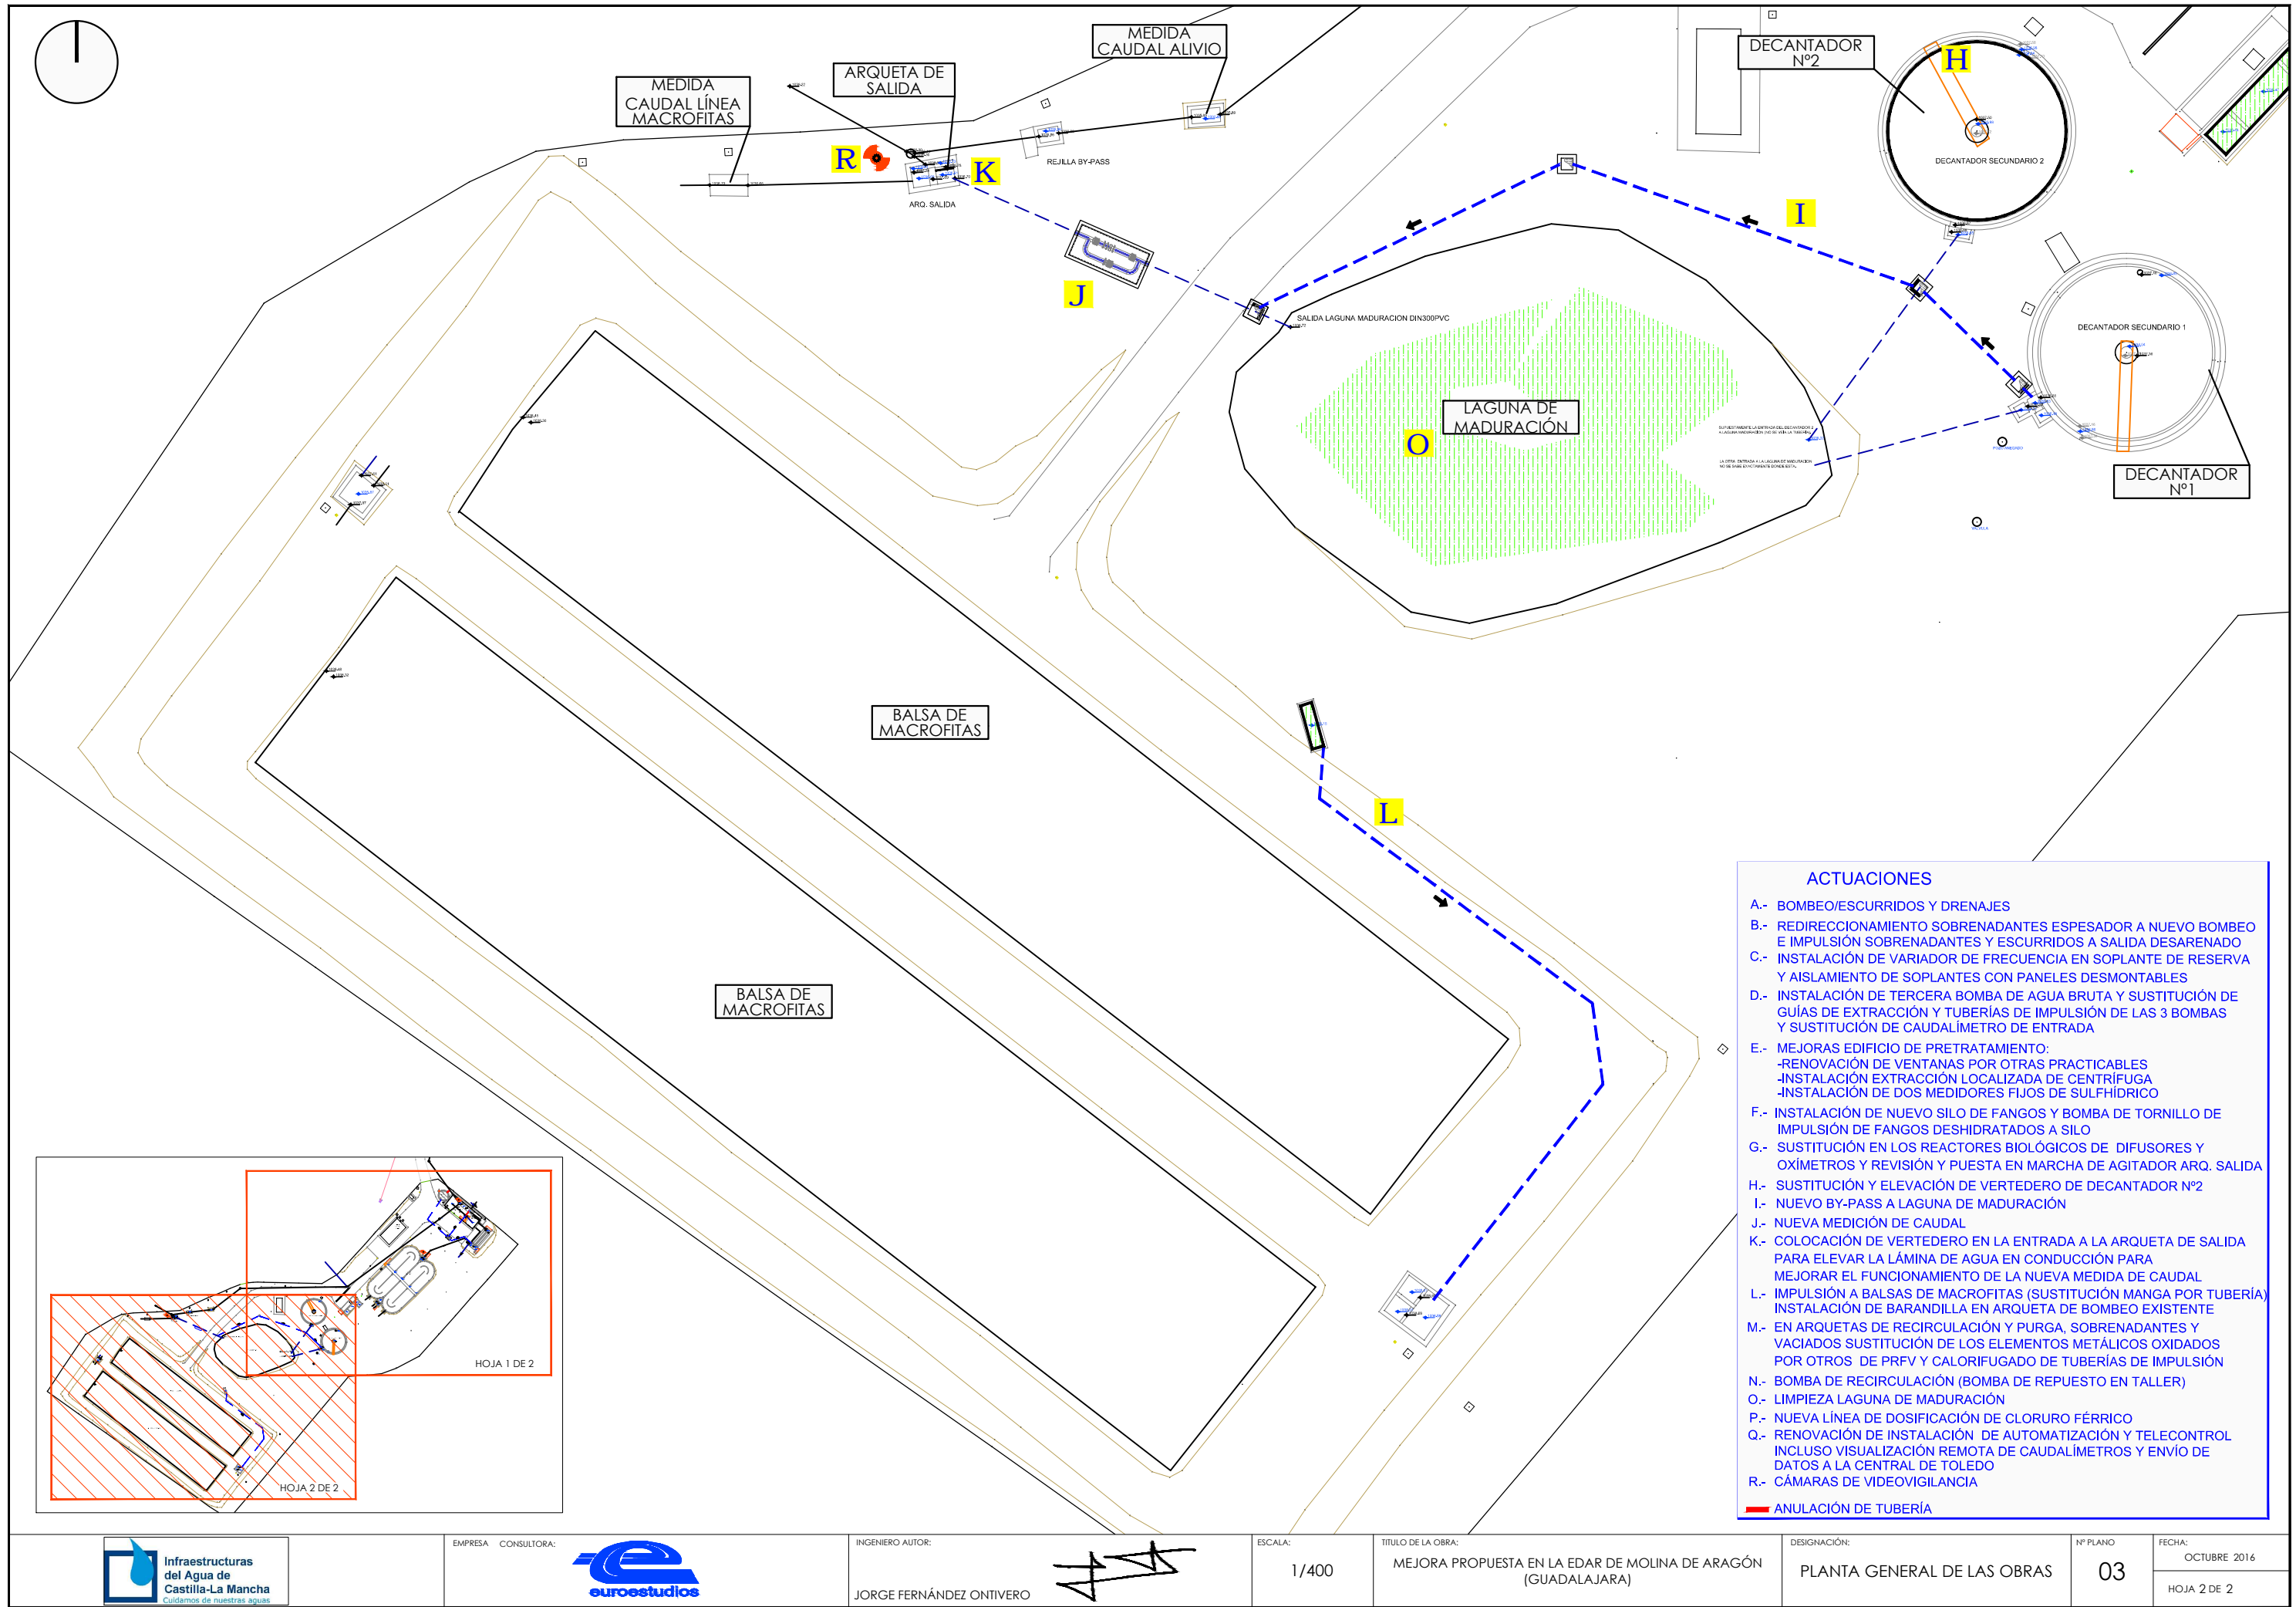 MEDIDA
CAUDAL ALIVIO
DECANTADOR
Nº2
H
ARQUETA DE
SALIDA
MEDIDA
CAUDAL LÍNEA
MACROFITAS
R
K
REJILLA BY-PASS
ARQ. SALIDA
DECANTADOR SECUNDARIO 2
I
J
SALIDA LAGUNA MADURACION DIN300PVC
DECANTADOR SECUNDARIO 1
LAGUNA DE
MADURACIÓN
O
DECANTADOR
Nº1
BALSA DE
MACROFITAS
L
BALSA DE
MACROFITAS
ACTUACIONES
A.- BOMBEO/ESCURRIDOS Y DRENAJES
B.- REDIRECCIONAMIENTO SOBRENADANTES ESPESADOR A NUEVO BOMBEO
E IMPULSIÓN SOBRENADANTES Y ESCURRIDOS A SALIDA DESARENADO
C.- INSTALACIÓN DE VARIADOR DE FRECUENCIA EN SOPLANTE DE RESERVA
Y AISLAMIENTO DE SOPLANTES CON PANELES DESMONTABLES
D.- INSTALACIÓN DE TERCERA BOMBA DE AGUA BRUTA Y SUSTITUCIÓN DE
GUÍAS DE EXTRACCIÓN Y TUBERÍAS DE IMPULSIÓN DE LAS 3 BOMBAS
Y SUSTITUCIÓN DE CAUDALÍMETRO DE ENTRADA
E.- MEJORAS EDIFICIO DE PRETRATAMIENTO:
-RENOVACIÓN DE VENTANAS POR OTRAS PRACTICABLES
-INSTALACIÓN EXTRACCIÓN LOCALIZADA DE CENTRÍFUGA
-INSTALACIÓN DE DOS MEDIDORES FIJOS DE SULFHÍDRICO
F.- INSTALACIÓN DE NUEVO SILO DE FANGOS Y BOMBA DE TORNILLO DE
IMPULSIÓN DE FANGOS DESHIDRATADOS A SILO
G.- SUSTITUCIÓN EN LOS REACTORES BIOLÓGICOS DE DIFUSORES Y
OXÍMETROS Y REVISIÓN Y PUESTA EN MARCHA DE AGITADOR ARQ. SALIDA
H.- SUSTITUCIÓN Y ELEVACIÓN DE VERTEDERO DE DECANTADOR Nº2
I.- NUEVO BY-PASS A LAGUNA DE MADURACIÓN
J.- NUEVA MEDICIÓN DE CAUDAL
K.- COLOCACIÓN DE VERTEDERO EN LA ENTRADA A LA ARQUETA DE SALIDA
PARA ELEVAR LA LÁMINA DE AGUA EN CONDUCCIÓN PARA
MEJORAR EL FUNCIONAMIENTO DE LA NUEVA MEDIDA DE CAUDAL
L.- IMPULSIÓN A BALSAS DE MACROFITAS (SUSTITUCIÓN MANGA POR TUBERÍA)
INSTALACIÓN DE BARANDILLA EN ARQUETA DE BOMBEO EXISTENTE
M.- EN ARQUETAS DE RECIRCULACIÓN Y PURGA, SOBRENADANTES Y
VACIADOS SUSTITUCIÓN DE LOS ELEMENTOS METÁLICOS OXIDADOS
POR OTROS DE PRFV Y CALORIFUGADO DE TUBERÍAS DE IMPULSIÓN
N.- BOMBA DE RECIRCULACIÓN (BOMBA DE REPUESTO EN TALLER)
O.- LIMPIEZA LAGUNA DE MADURACIÓN
P.- NUEVA LÍNEA DE DOSIFICACIÓN DE CLORURO FÉRRICO
Q.- RENOVACIÓN DE INSTALACIÓN DE AUTOMATIZACIÓN Y TELECONTROL
INCLUSO VISUALIZACIÓN REMOTA DE CAUDALÍMETROS Y ENVÍO DE
DATOS A LA CENTRAL DE TOLEDO
R.- CÁMARAS DE VIDEOVIGILANCIA
ANULACIÓN DE TUBERÍA
HOJA 1 DE 2
HOJA 2 DE 2
Infraestructuras
del Agua de
Castilla-La Mancha
Cuidamos de nuestras aguas
EMPRESA CONSULTORA:
euroestudios
INGENIERO AUTOR:
JORGE FERNÁNDEZ ONTIVERO
ESCALA:
1/400
TITULO DE LA OBRA:
MEJORA PROPUESTA EN LA EDAR DE MOLINA DE ARAGÓN
(GUADALAJARA)
DESIGNACIÓN:
PLANTA GENERAL DE LAS OBRAS
Nº PLANO
03
FECHA:
OCTUBRE 2016
HOJA 2 DE 2